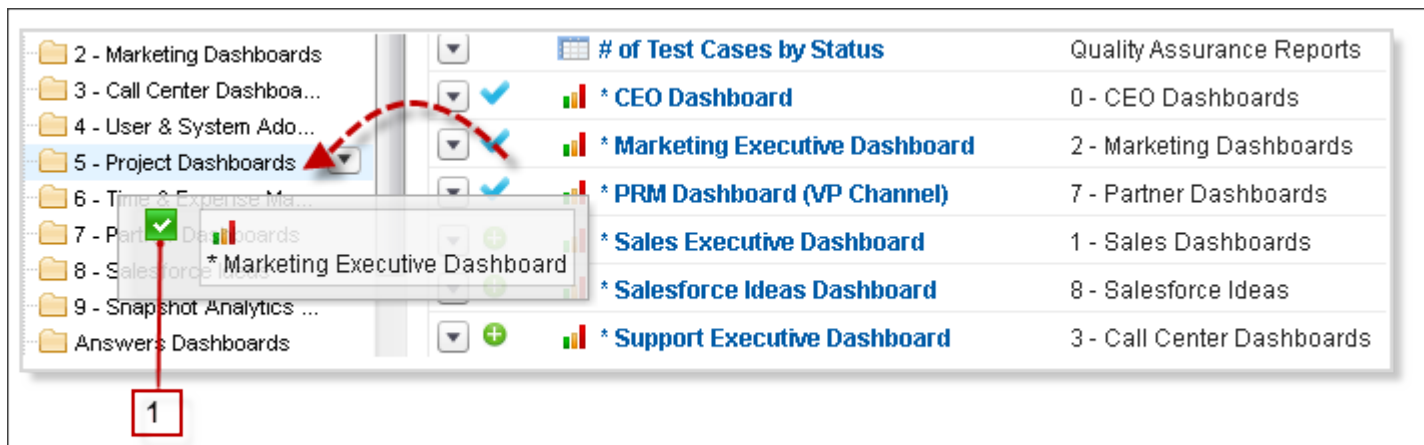 2 - Marketing Dashboards
3 - Call Center Dashboa...
4 - User & System Ado...
5 - Project Dashboards
6 - Time & Expense Ma...
7 - Partner Dashboards
8 - Salesforce Ideas
9 - Snapshot Analytics ...
Answers Dashboards
* Marketing Executive Dashboard
1
# of Test Cases by Status Quality Assurance Reports
* CEO Dashboard 0 - CEO Dashboards
* Marketing Executive Dashboard 2 - Marketing Dashboards
* PRM Dashboard (VP Channel) 7 - Partner Dashboards
* Sales Executive Dashboard 1 - Sales Dashboards
* Salesforce Ideas Dashboard 8 - Salesforce Ideas
* Support Executive Dashboard 3 - Call Center Dashboards